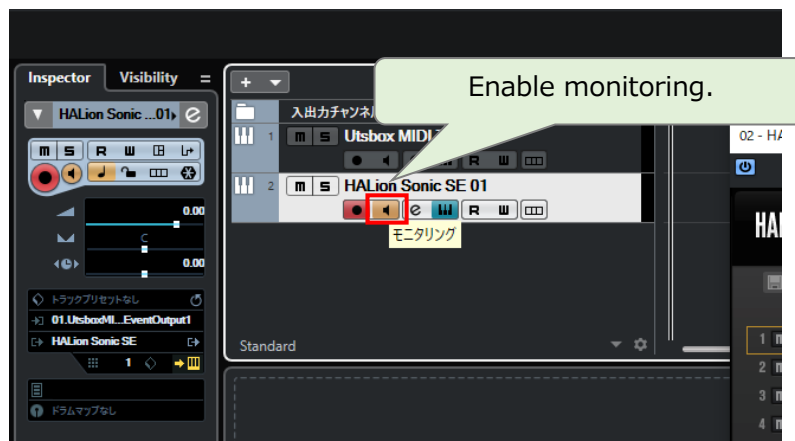 Enable monitoring.
Inspector Visibility
HALion Sonic ...01
m S R W
0.00
C
0.00
トラックプリセットなし
01.UtsboxMI...EventOutput1
HALion Sonic SE
1
ドラムマップなし
入出力チャンネル
1 m S Utsbox MIDI
R W
2 m S HALion Sonic SE 01
e R W
モニタリング
Standard
02 - HA
HAL
1 m
2 m
3 m
4 m